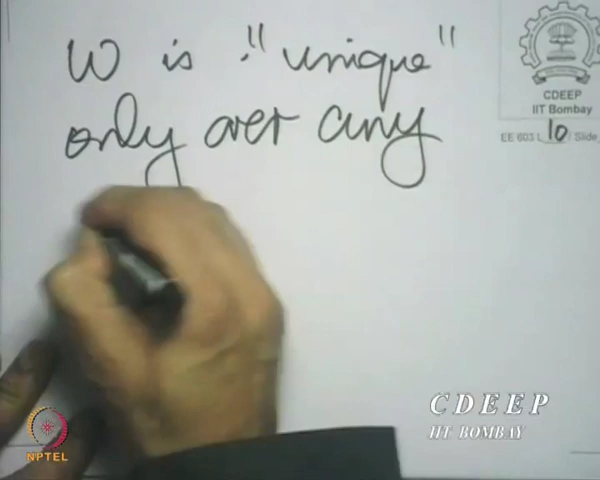 W is "unique"
only over any
CDEEP
IIT Bombay
EE 603 L 10 / Slide
CDEEP
IIT BOMBAY
NPTEL